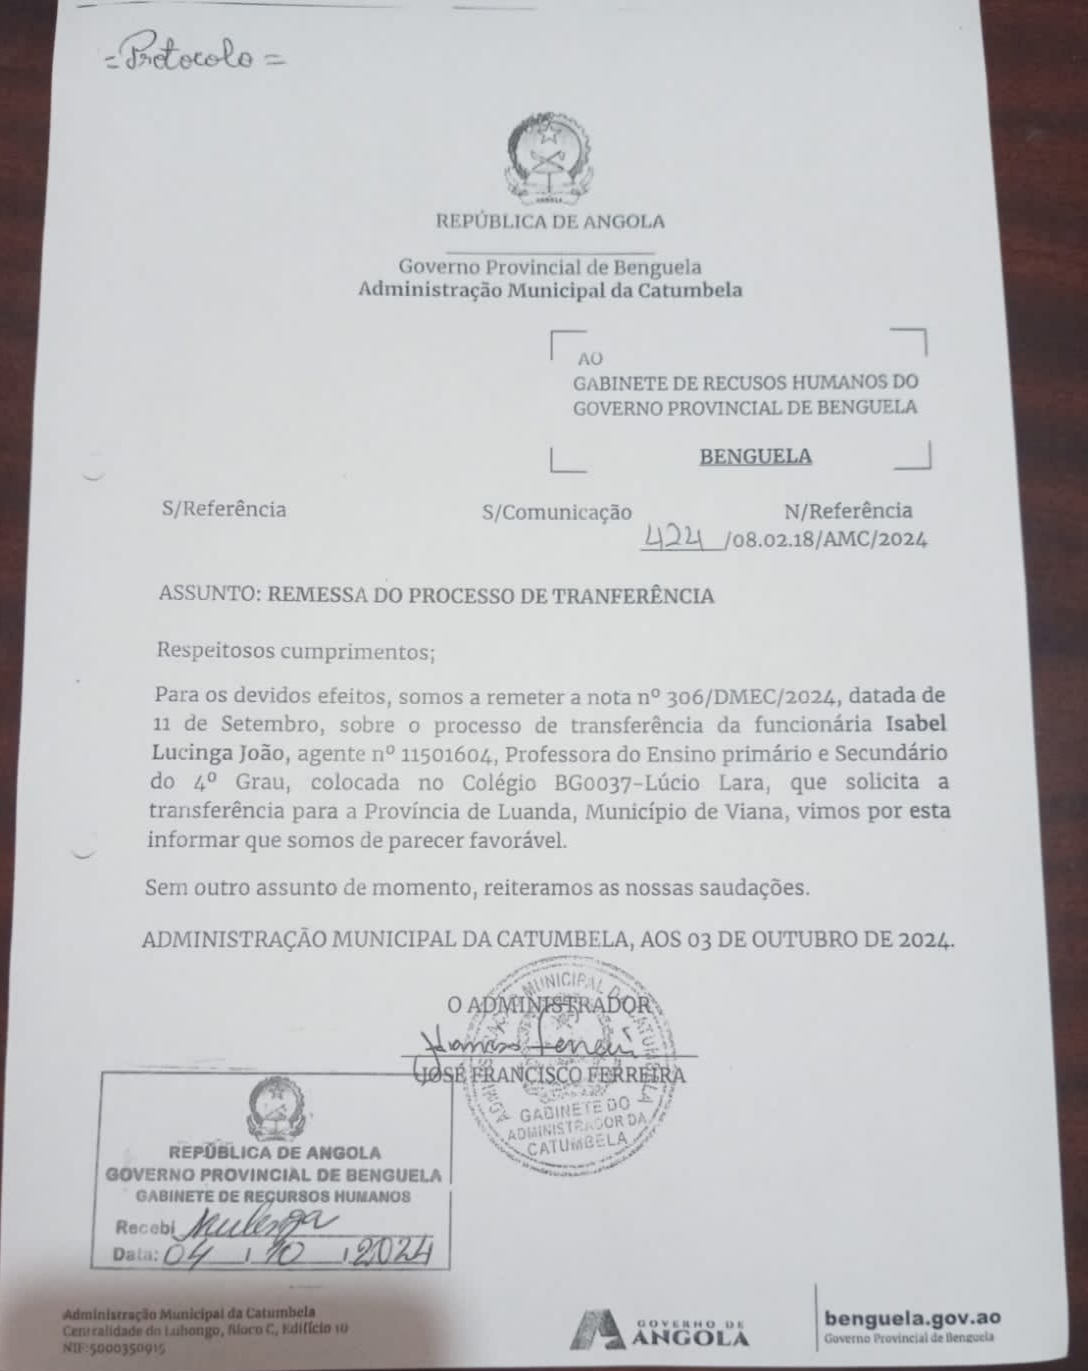 =Protocolo=
REPÚBLICA DE ANGOLA
Governo Provincial de Benguela
Administração Municipal da Catumbela
AO
GABINETE DE RECUSOS HUMANOS DO
GOVERNO PROVINCIAL DE BENGUELA
BENGUELA
S/Referência S/Comunicação N/Referência
424/08.02.18/AMC/2024
ASSUNTO: REMESSA DO PROCESSO DE TRANFERÊNCIA
Respeitosos cumprimentos;
Para os devidos efeitos, somos a remeter a nota nº 306/DMEC/2024, datada de
11 de Setembro, sobre o processo de transferência da funcionária Isabel
Lucinga João, agente nº 11501604, Professora do Ensino primário e Secundário
do 4º Grau, colocada no Colégio BG0037-Lúcio Lara, que solicita a
transferência para a Província de Luanda, Município de Viana, vimos por esta
informar que somos de parecer favorável.
Sem outro assunto de momento, reiteramos as nossas saudações.
ADMINISTRAÇÃO MUNICIPAL DA CATUMBELA, AOS 03 DE OUTUBRO DE 2024.
O ADMINISTRADOR
JOSÉ FRANCISCO FERREIRA
ADMINISTRAÇÃO MUNICIPAL DA CATUMBELA
GABINETE DO
ADMINISTRADOR DA
CATUMBELA
REPÚBLICA DE ANGOLA
GOVERNO PROVINCIAL DE BENGUELA
GABINETE DE RECURSOS HUMANOS
Recebi
Data: 04/10/2024
Administração Municipal da Catumbela
Centralidade do Luhongo, Bloco C, Edifício 10
NIF:5000350915
GOVERNO DE
ANGOLA
benguela.gov.ao
Governo Provincial de Benguela